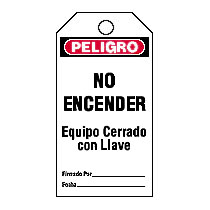 PELIGRO
NO
ENCENDER
Equipo Cerrado
con Llave
Firmado Por
Fecha